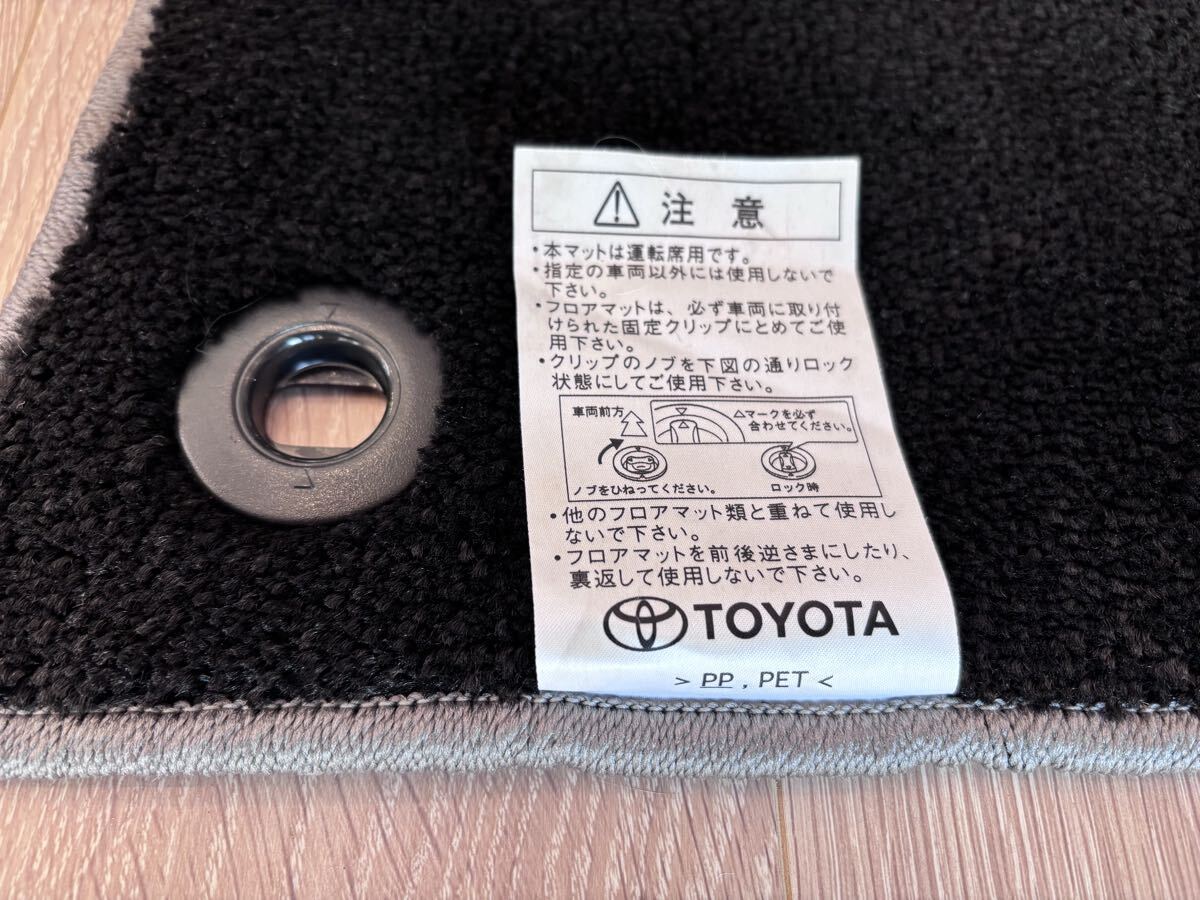 注意
・本マットは運転席用です。
・指定の車両以外には使用しないで
下さい。
・フロアマットは、必ず車両に取り付
けられた固定クリップにとめてご使
用下さい。
・クリップのノブを下図の通りロック
状態にしてご使用下さい。
車両前方
△マークを必ず
合わせてください。
ノブをひねってください。
ロック時
・他のフロアマット類と重ねて使用し
ないで下さい。
・フロアマットを前後逆さまにしたり、
裏返して使用しないで下さい。
TOYOTA
> PP , PET <